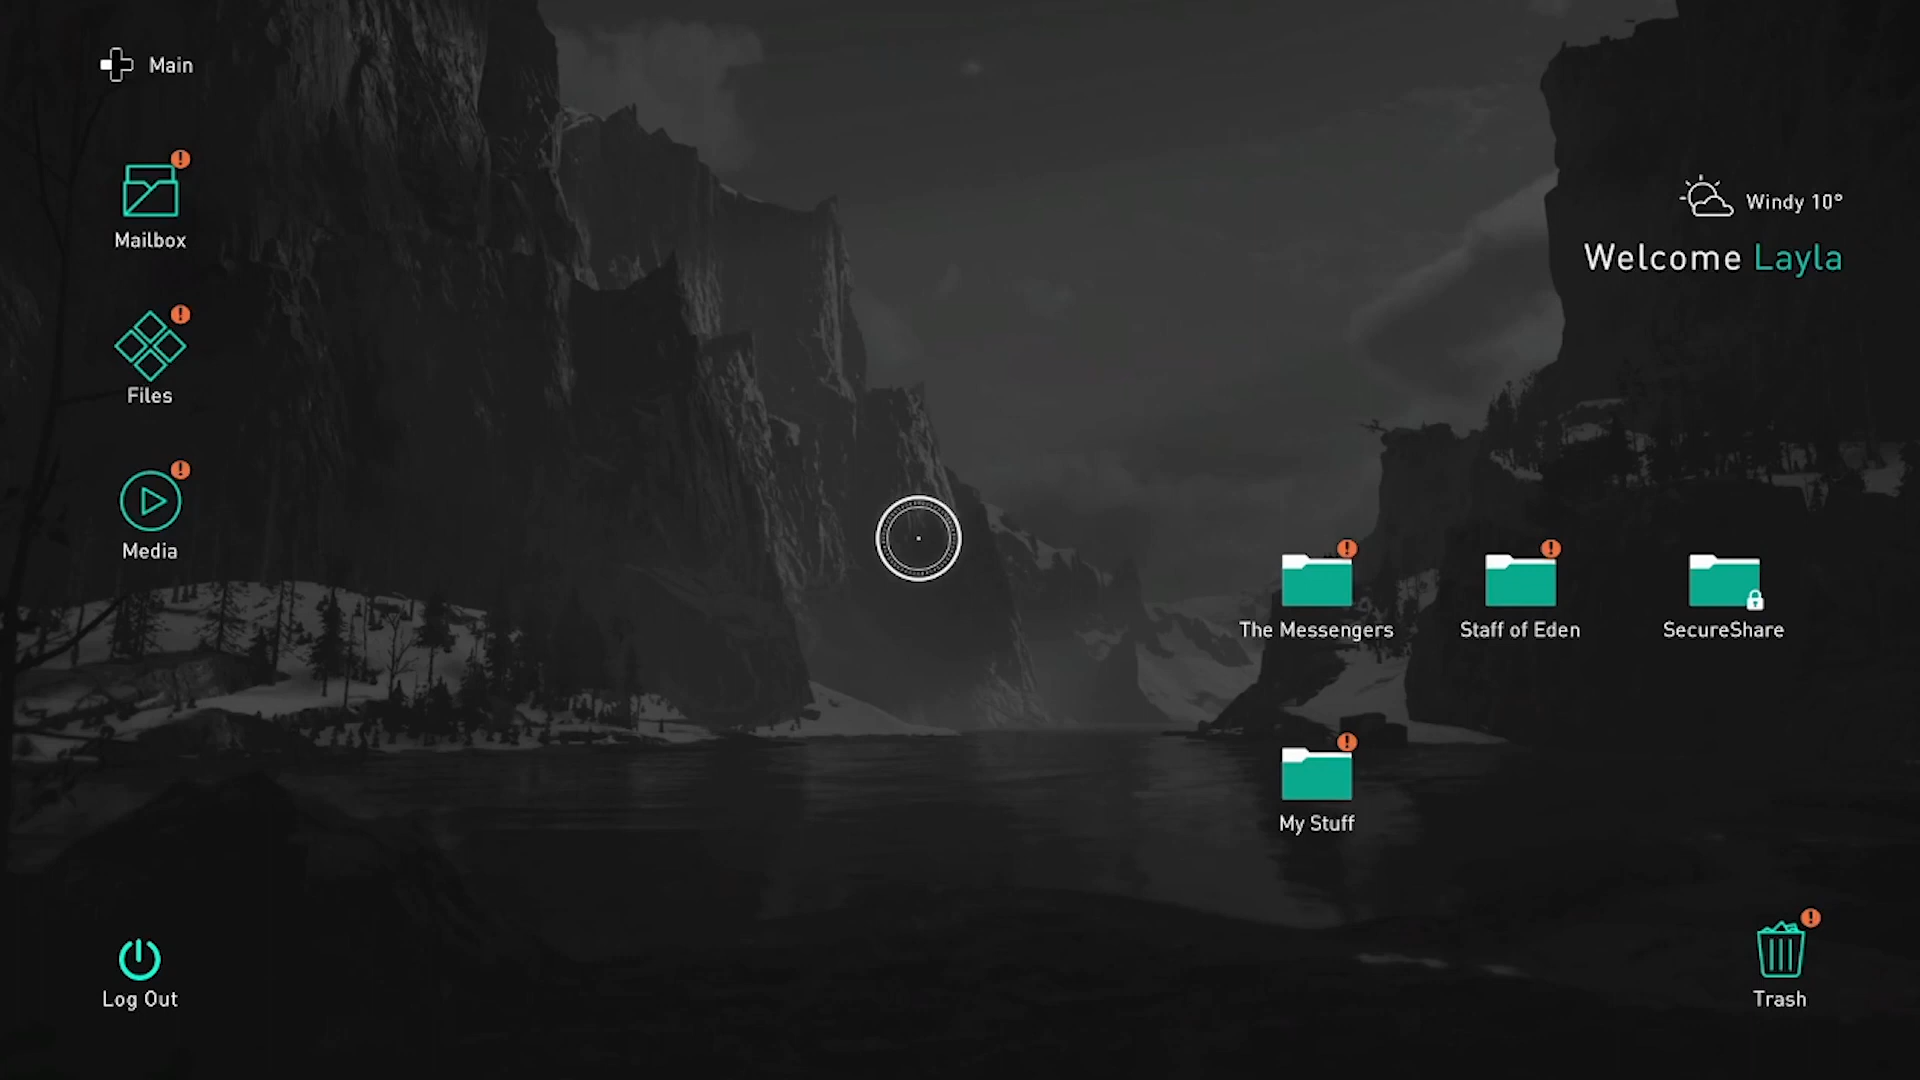 Main
Mailbox
Files
Media
Windy 10°
Welcome Layla
The Messengers
Staff of Eden
SecureShare
My Stuff
Log Out
Trash